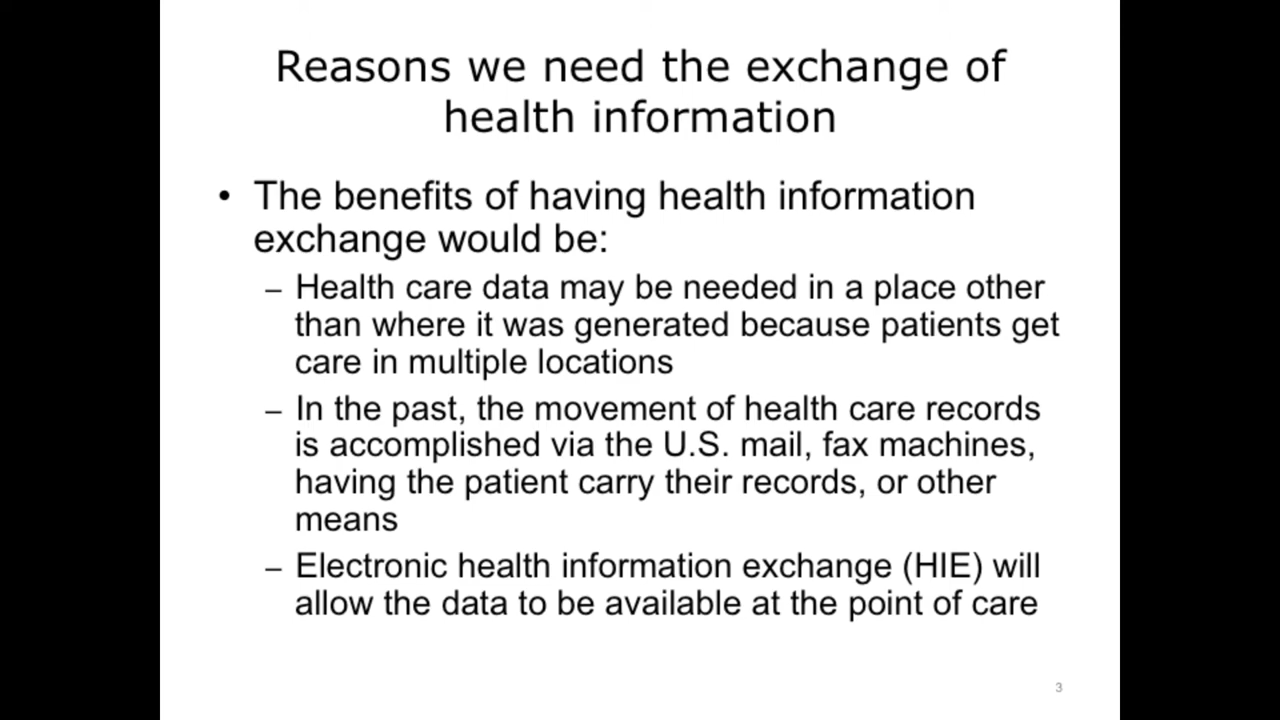 Reasons we need the exchange of
health information
• The benefits of having health information
exchange would be:
– Health care data may be needed in a place other
than where it was generated because patients get
care in multiple locations
– In the past, the movement of health care records
is accomplished via the U.S. mail, fax machines,
having the patient carry their records, or other
means
– Electronic health information exchange (HIE) will
allow the data to be available at the point of care
3